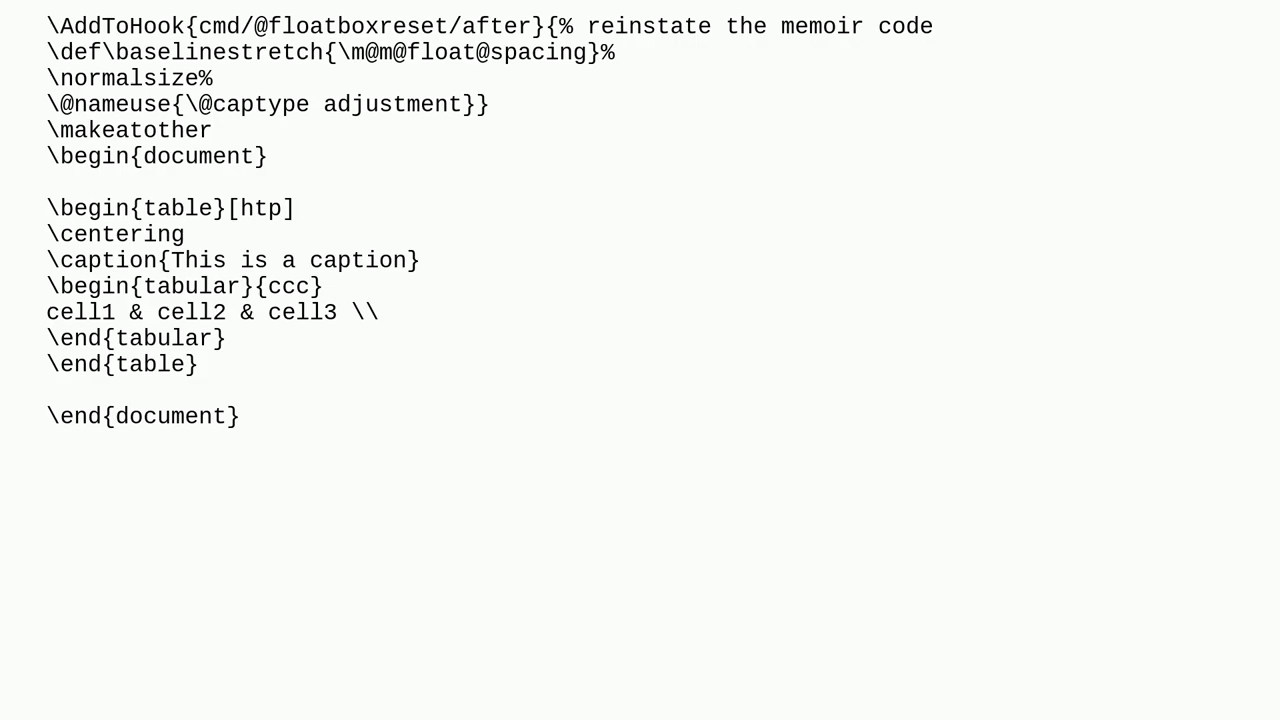 \AddToHook{cmd/@floatboxreset/after}{% reinstate the memoir code
\def\baselinestretch{\m@m@float@spacing}%
\normalsize%
\@nameuse{\@captype adjustment}}
\makeatother
\begin{document}

\begin{table}[htp]
\centering
\caption{This is a caption}
\begin{tabular}{ccc}
cell1 & cell2 & cell3 \\
\end{tabular}
\end{table}

\end{document}